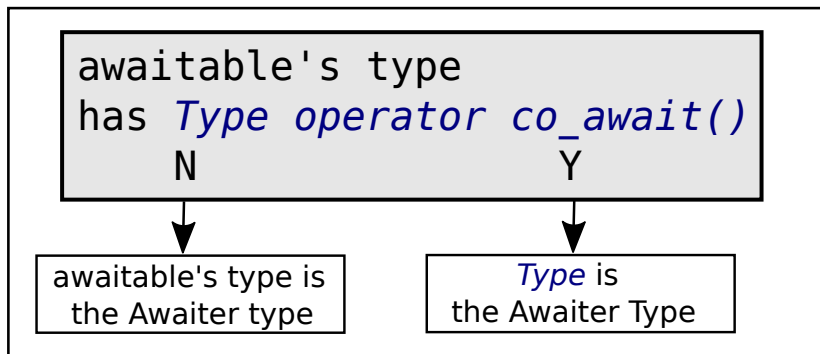 awaitable's type
has Type operator co_await()
N Y
awaitable's type is
the Awaiter type
Type is
the Awaiter Type